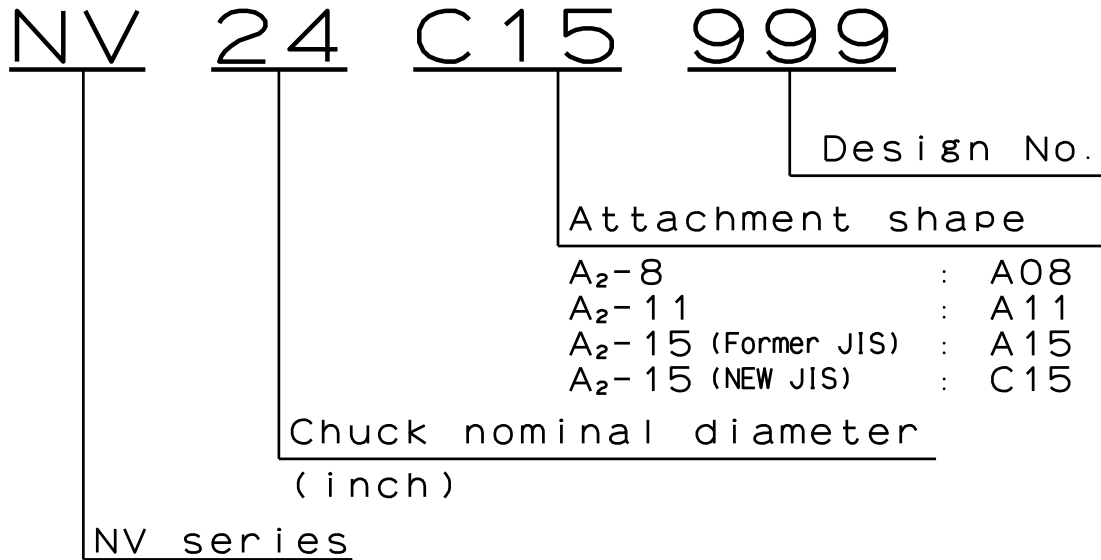 NV 24 C15 999
Design No.
Attachment shape
A₂-8 : A08
A₂-11 : A11
A₂-15 (Former JIS) : A15
A₂-15 (NEW JIS) : C15
Chuck nominal diameter
(inch)
NV series